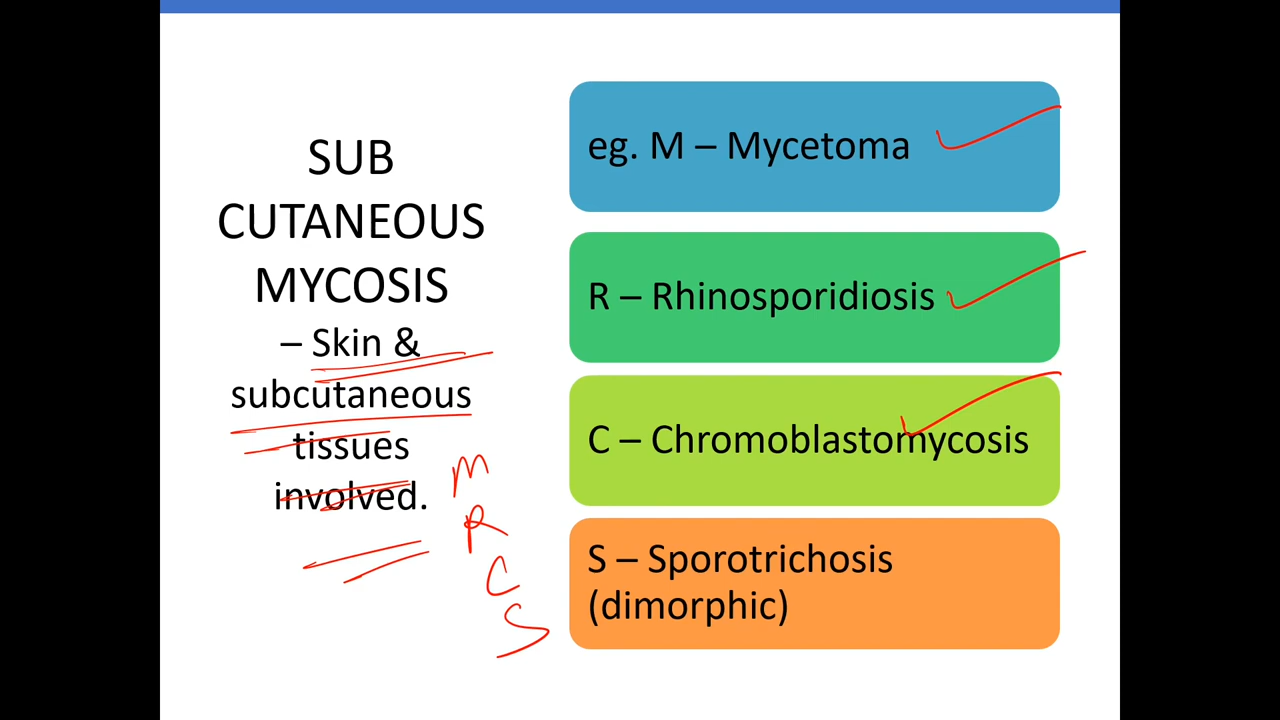 SUB
CUTANEOUS
MYCOSIS
– Skin &
subcutaneous
tissues
involved.
M
R
C
S
eg. M – Mycetoma
R – Rhinosporidiosis
C – Chromoblastomycosis
S – Sporotrichosis
(dimorphic)